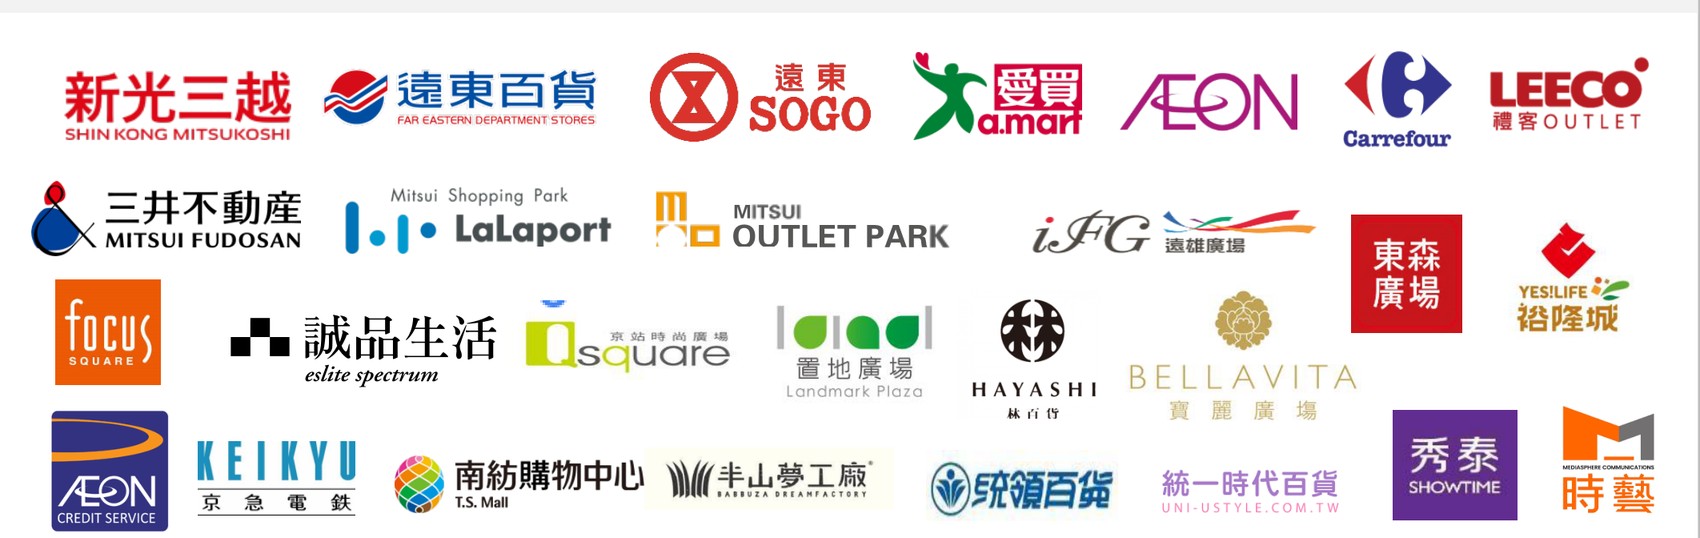 新光三越
SHIN KONG MITSUKOSHI
遠東百貨
FAR EASTERN DEPARTMENT STORES
遠東
SOGO
愛買
a.mart
ÆON
Carrefour
LEECO
禮客OUTLET
三井不動産
MITSUI FUDOSAN
Mitsui Shopping Park
LaLaport
MITSUI
OUTLET PARK
iFG
遠雄廣場
東森
廣場
YES!LIFE
裕隆城
focus
SQUARE
誠品生活
eslite spectrum
京站時尚廣場
Qsquare
land
置地廣場
Landmark Plaza
林
HAYASHI
林百貨
BELLAVITA
寶麗廣塲
ÆON
CREDIT SERVICE
KEIKYU
京急電鉄
南紡購物中心
T.S. Mall
半山夢工廠®
BABBUZA DREAMFACTORY
統領百貨
統一時代百貨
UNI-USTYLE.COM.TW
秀泰
SHOWTIME
MEDIASPHERE COMMUNICATIONS
時藝